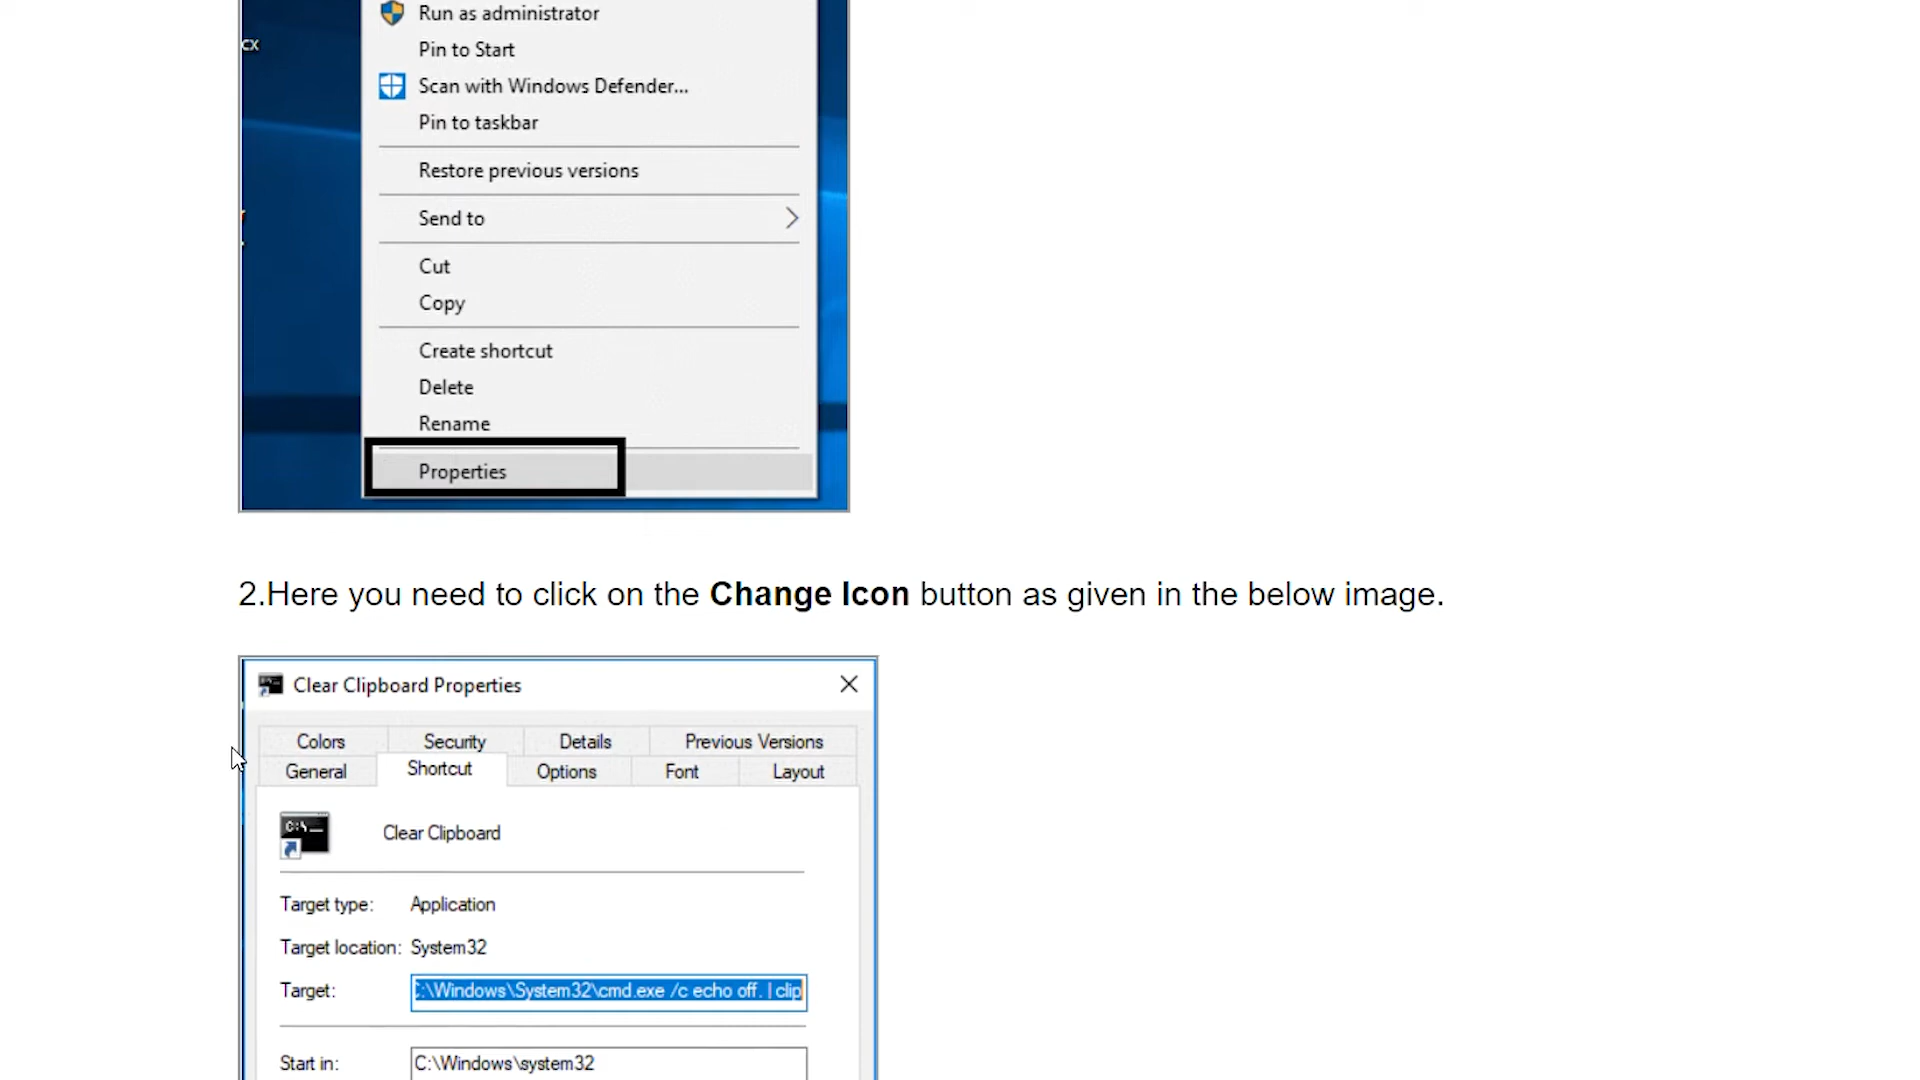 Run as administrator
cx
Pin to Start
Scan with Windows Defender...
Pin to taskbar
Restore previous versions
Send to
Cut
Copy
Create shortcut
Delete
Rename
Properties
2.Here you need to click on the Change Icon button as given in the below image.
Clear Clipboard Properties
Colors Security Details Previous Versions
General Shortcut Options Font Layout
C:\
Clear Clipboard
Target type: Application
Target location: System32
Target: C:\Windows\System32\cmd.exe /c echo off. | clip
Start in: C:\Windows\system32